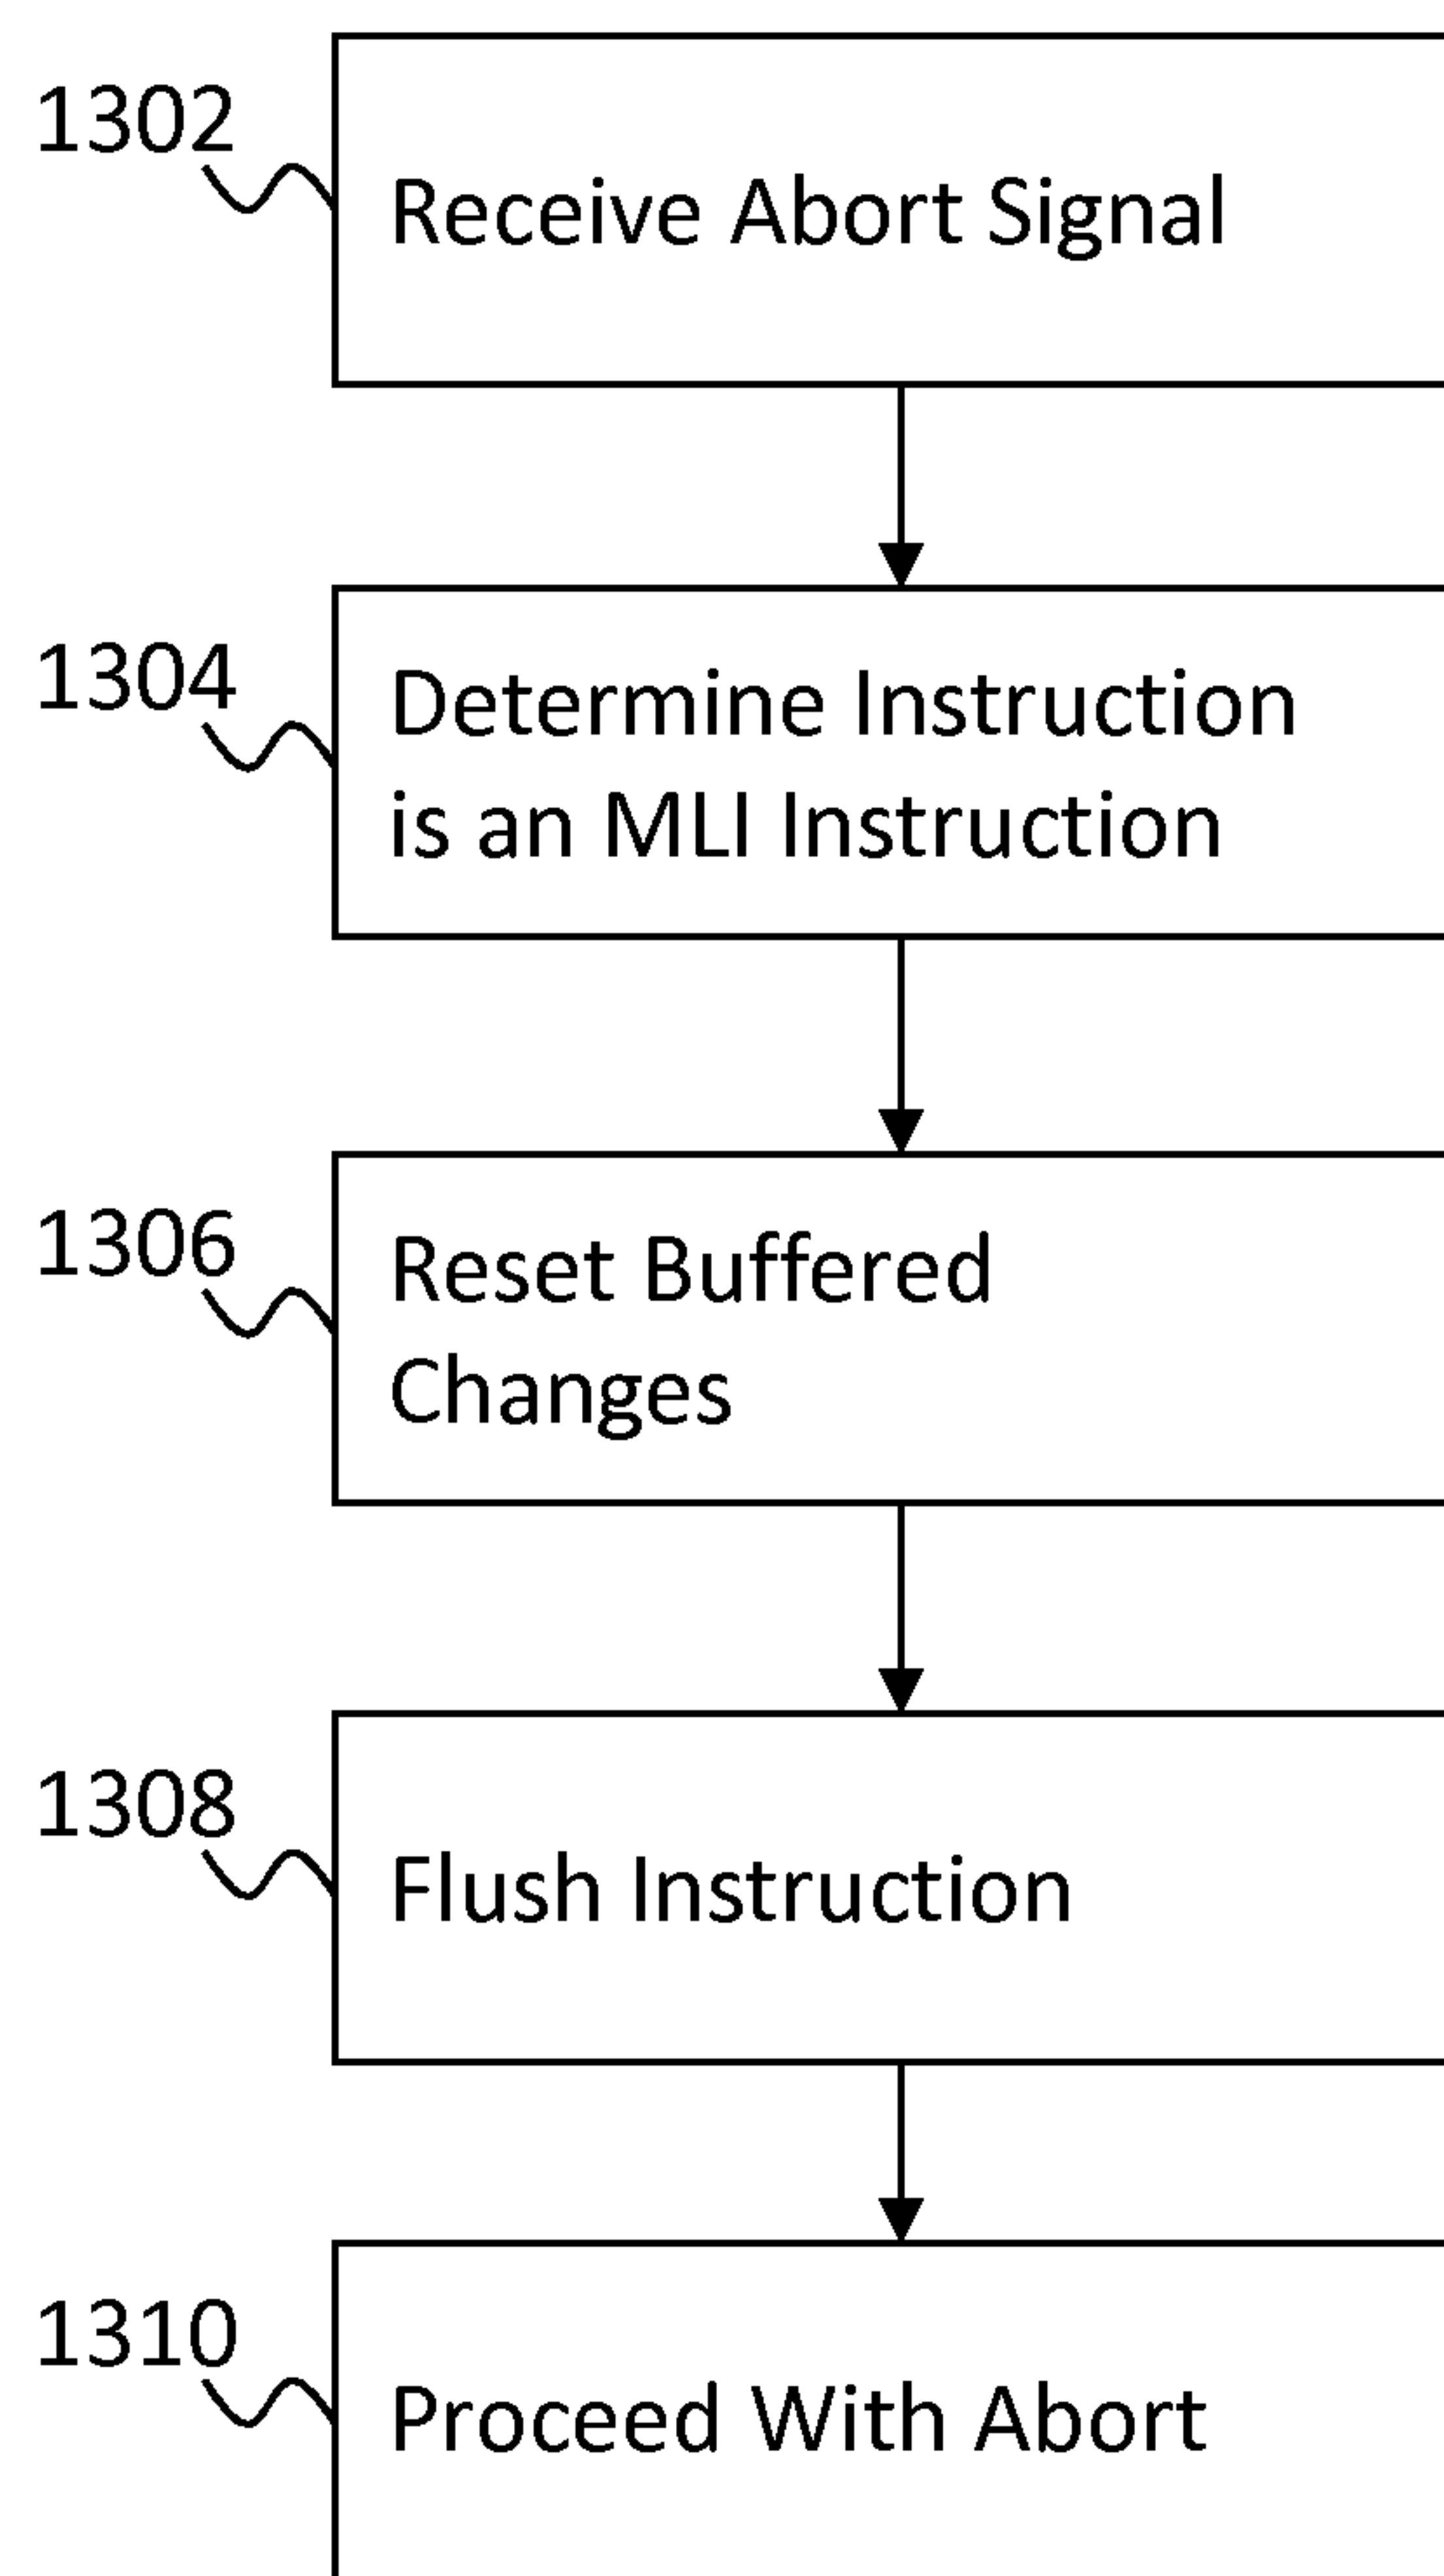 1302
Receive Abort Signal
1304
Determine Instruction
is an MLI Instruction
1306
Reset Buffered
Changes
1308
Flush Instruction
1310
Proceed With Abort